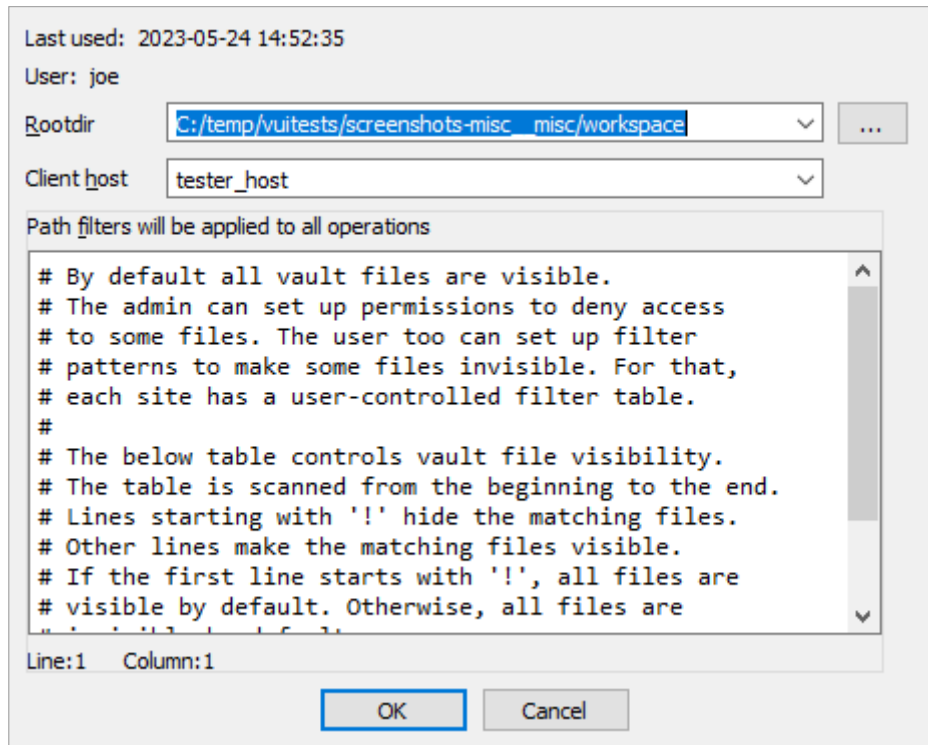 Last used: 2023-05-24 14:52:35
User: joe
Rootdir C:/temp/vuitests/screenshots-misc__misc/workspace ...
Client host tester_host
Path filters will be applied to all operations
# By default all vault files are visible.
# The admin can set up permissions to deny access
# to some files. The user too can set up filter
# patterns to make some files invisible. For that,
# each site has a user-controlled filter table.
#
# The below table controls vault file visibility.
# The table is scanned from the beginning to the end.
# Lines starting with '!' hide the matching files.
# Other lines make the matching files visible.
# If the first line starts with '!', all files are
# visible by default. Otherwise, all files are
Line:1 Column:1
OK Cancel